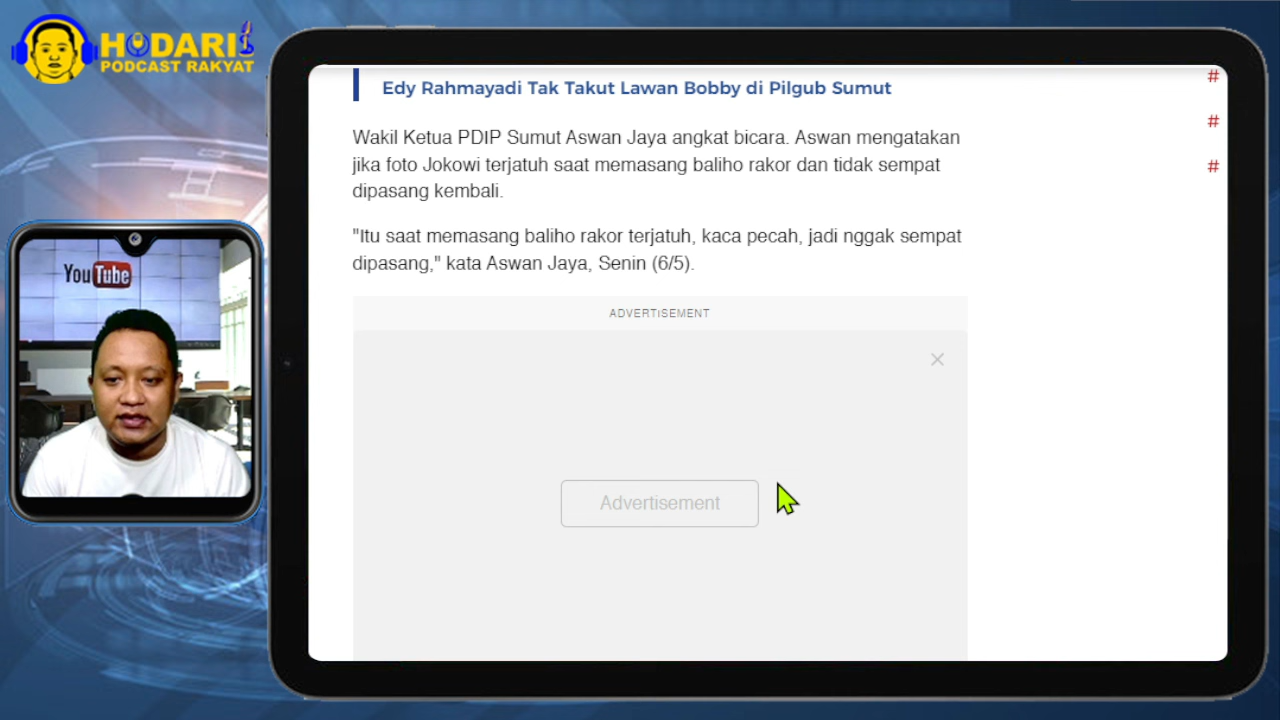 HODARI
PODCAST RAKYAT
YouTube
Edy Rahmayadi Tak Takut Lawan Bobby di Pilgub Sumut
#
#
#
Wakil Ketua PDIP Sumut Aswan Jaya angkat bicara. Aswan mengatakan
jika foto Jokowi terjatuh saat memasang baliho rakor dan tidak sempat
dipasang kembali.
"Itu saat memasang baliho rakor terjatuh, kaca pecah, jadi nggak sempat
dipasang," kata Aswan Jaya, Senin (6/5).
ADVERTISEMENT
Advertisement